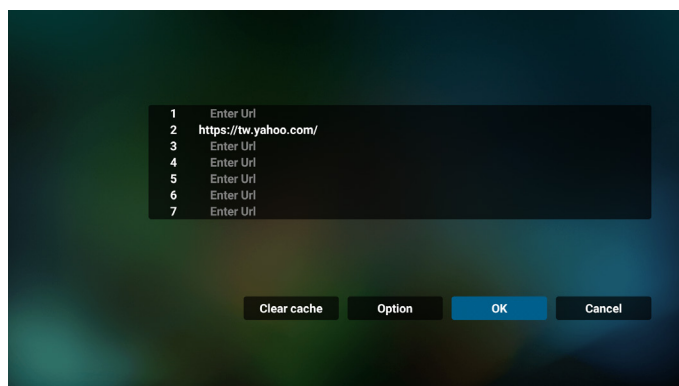 1 Enter Url
2 https://tw.yahoo.com/
3 Enter Url
4 Enter Url
5 Enter Url
6 Enter Url
7 Enter Url
Clear cache Option OK Cancel